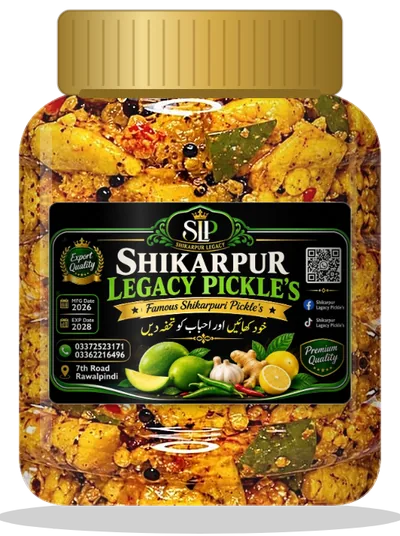 SLP
SHIKARPUR LEGACY
SHIKARPUR
LEGACY PICKLE'S
Famous Shikarpuri Pickle's
خود کھائیں اور احباب کو تحفہ دیں
Export
Quality
MFG Date
2026
EXP Date
2028
03372523171
03362216496
7th Road
Rawalpindi
Shikarpur
Legacy Pickle's
Shikarpur
Legacy Pickle's
Premium
Quality